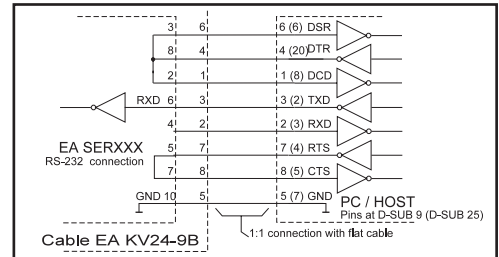 3 6 6 (6) DSR
8 4 4 (20) DTR
2 1 1 (8) DCD
RXD 6 3 3 (2) TXD
4 2 2 (3) RXD
EA SERXXX
RS-232 connection
5 7 7 (4) RTS
7 8 8 (5) CTS
GND 10 5 5 (7) GND
PC / HOST
Pins at D-SUB 9 (D-SUB 25)
1:1 connection with flat cable
Cable EA KV24-9B